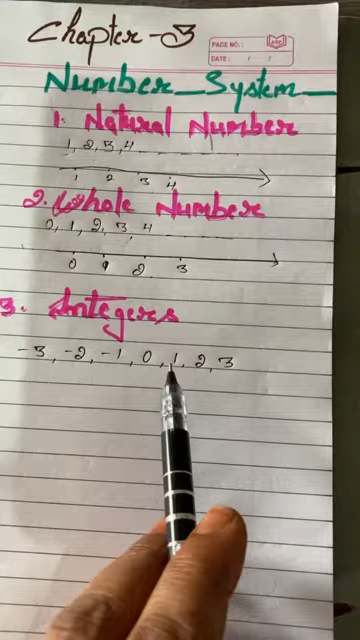 Chapter-3
PAGE NO.:
DATE: / /
Number System
1. Natural Number
1, 2, 3, 4
1 2 3 4
2. Whole Number
0, 1, 2, 3, 4
0 1 2 3
3. Integers
-3, -2, -1, 0, 1, 2, 3